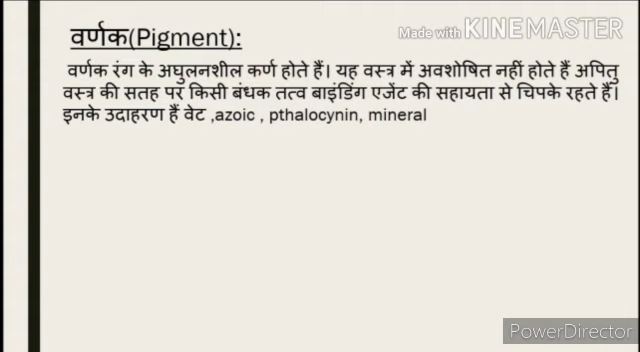 वर्णक(Pigment):
Made with KINEMASTER
वर्णक रंग के अघुलनशील कर्ण होते हैं। यह वस्त्र में अवशोषित नहीं होते हैं अपितु
वस्त्र की सतह पर किसी बंधक तत्व बाइंडिंग एजेंट की सहायता से चिपके रहते हैं।
इनके उदाहरण हैं वेट ,azoic , pthalocynin, mineral
PowerDirector